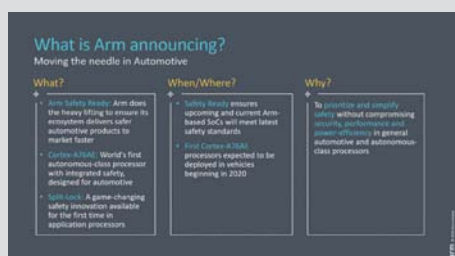 What is Arm announcing?
Moving the needle in Automotive
What?
• Arm Safety Ready: Arm does
the heavy lifting to ensure its
ecosystem delivers safer
automotive products to
market faster
• Cortex-A76AE: World's first
autonomous-class processor
with integrated safety,
designed for automotive
• Split-Lock: A game-changing
safety innovation available
for the first time in
application processors
When/Where?
• Safety Ready ensures
upcoming and current Arm-
based SoCs will meet latest
safety standards
• First Cortex-A76AE
processors expected to be
deployed in vehicles
beginning in 2020
Why?
To prioritize and simplify
safety without compromising
security, performance and
power-efficiency in general
automotive and autonomous-
class processors